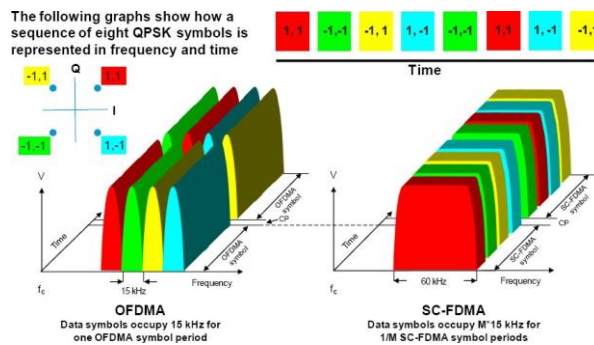 The following graphs show how a
sequence of eight QPSK symbols is
represented in frequency and time
1, 1 -1,-1 -1, 1 1, -1 -1,-1 1, 1 1, -1 -1, 1
Time
Q
-1,1 1,1
I
-1,-1 1,-1
V
Time
OFDMA
symbol
CP
OFDMA
symbol
fc
15 kHz
Frequency
V
Time
SC-FDMA
symbol
CP
SC-FDMA
symbol
fc
60 kHz
Frequency
OFDMA
Data symbols occupy 15 kHz for
one OFDMA symbol period
SC-FDMA
Data symbols occupy M*15 kHz for
1/M SC-FDMA symbol periods